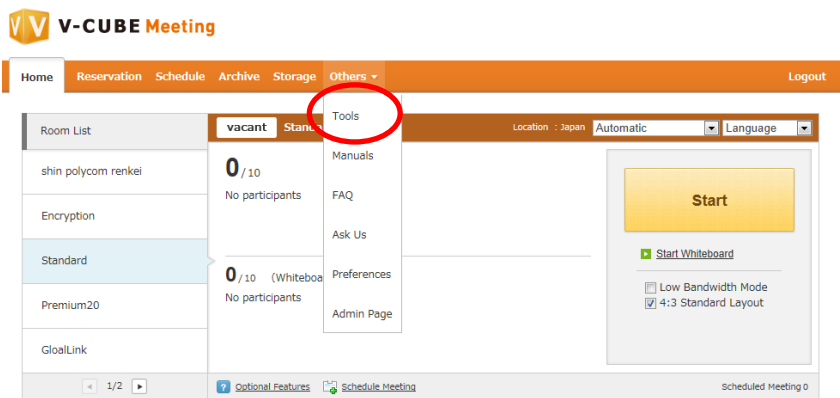 V-CUBE Meeting
Home Reservation Schedule Archive Storage Others Logout
Room List
shin polycom renkei
Encryption
Standard
Premium20
GloalLink
1/2
vacant
Location : Japan Automatic Language
0/10
No participants
0/10
No participants
Tools
Manuals
FAQ
Ask Us
Preferences
Admin Page
Start
Start Whiteboard
Low Bandwidth Mode
4:3 Standard Layout
? Optional Features Schedule Meeting Scheduled Meeting 0